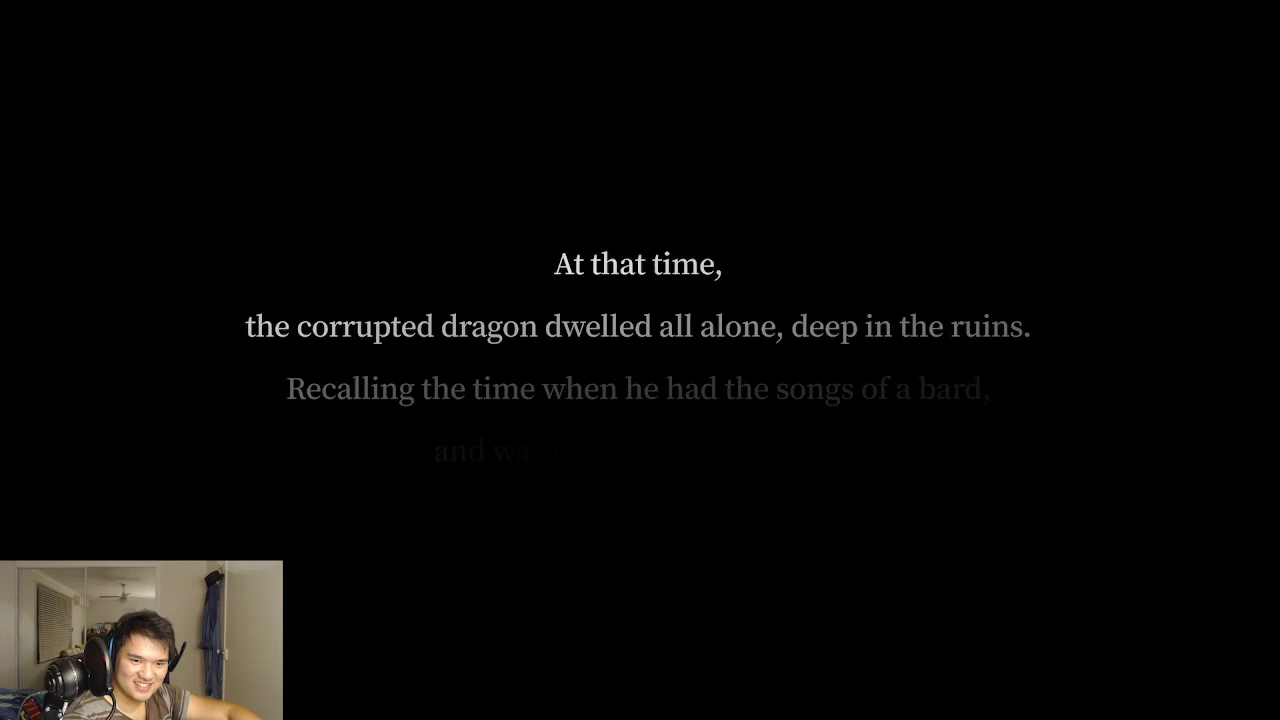 At that time,
the corrupted dragon dwelled all alone, deep in the ruins.
Recalling the time when he had the songs of a bard,
and was